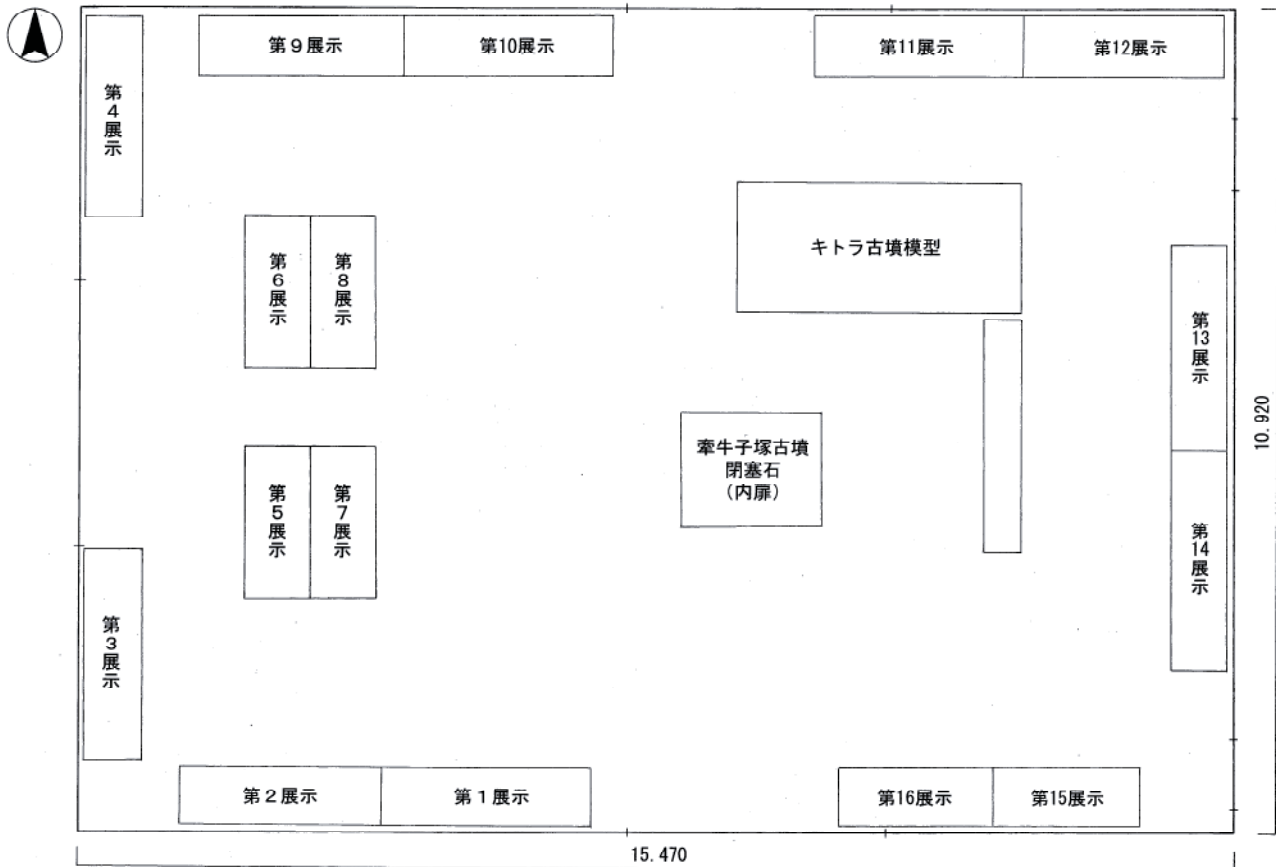 第9展示
第10展示
第11展示
第12展示
第4展示
キトラ古墳模型
第6展示
第8展示
第13展示
牽牛子塚古墳
閉塞石
(内扉)
第5展示
第7展示
第14展示
10.920
第3展示
第2展示
第1展示
第16展示
第15展示
15.470